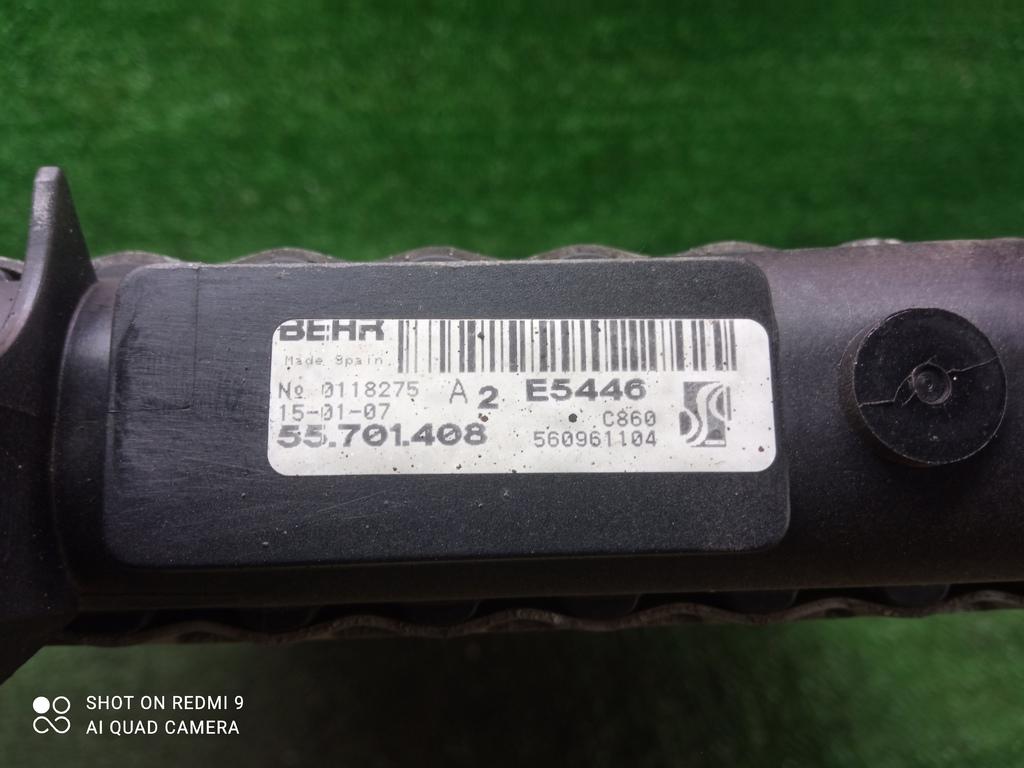 BEHR
Made Spain
№ 0118275 A2 E5446
15-01-07 C860
55.701.408 560961104
SHOT ON REDMI 9
AI QUAD CAMERA